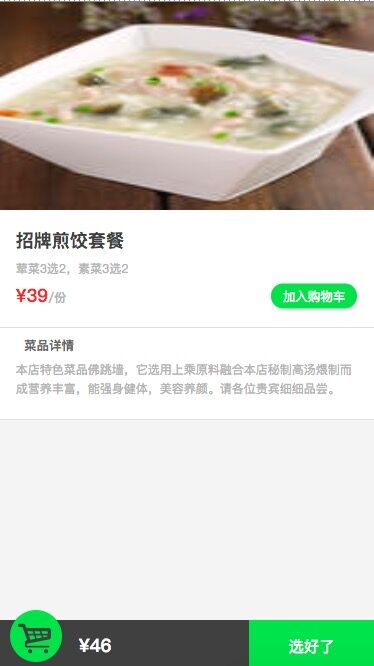 招牌煎饺套餐
荤菜3选2，素菜3选2
¥39/份
加入购物车
菜品详情
本店特色菜品佛跳墙，它选用上乘原料融合本店秘制高汤煨制而
成营养丰富，能强身健体，美容养颜。请各位贵宾细细品尝。
¥46
选好了